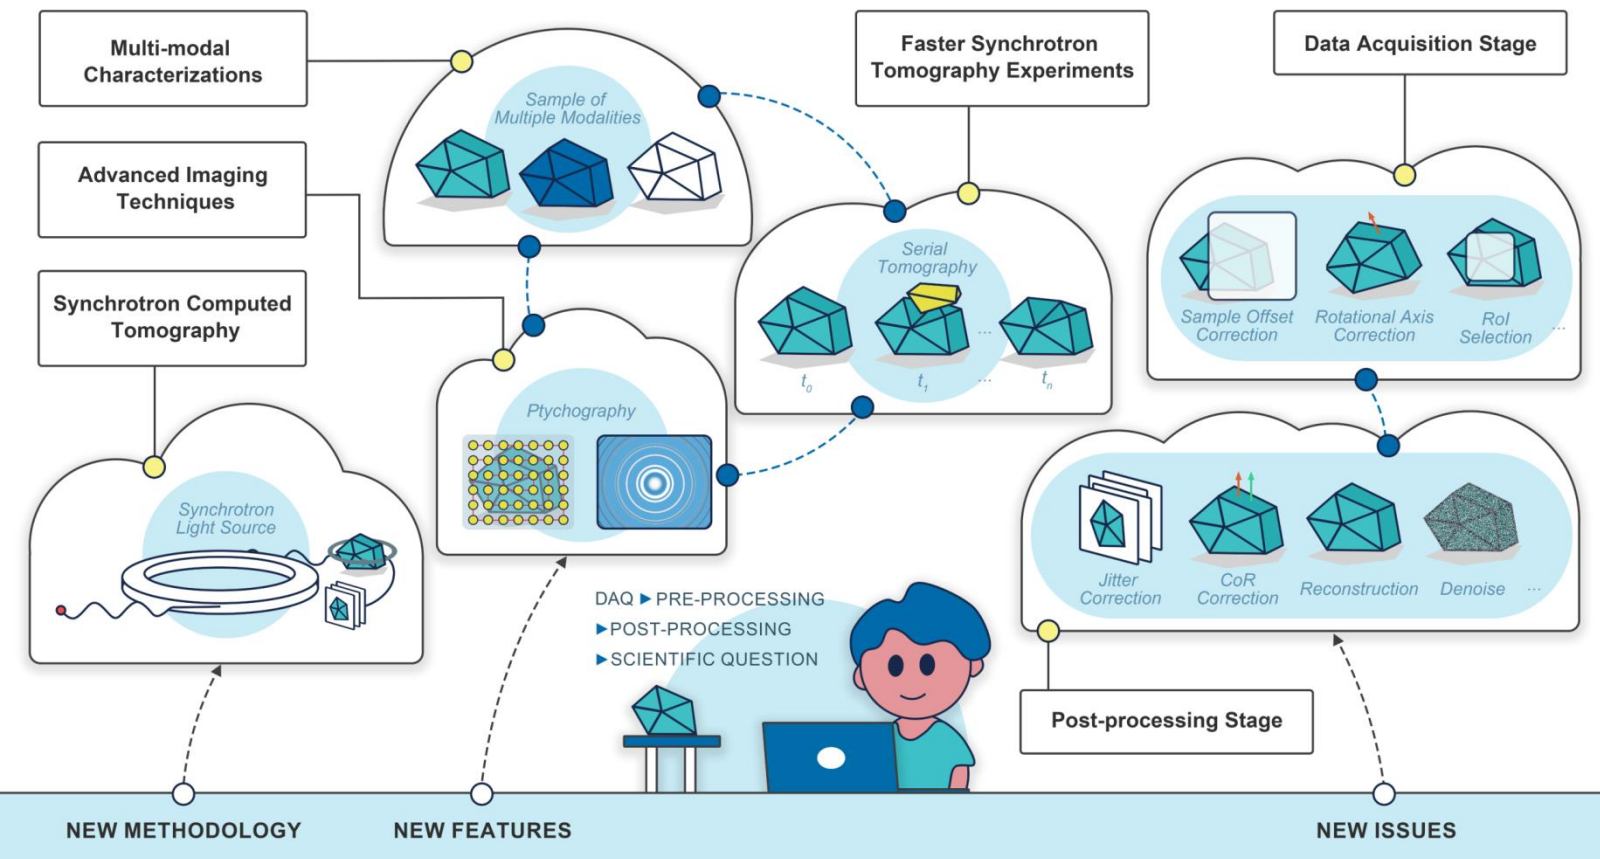 Multi-modal
Characterizations
Advanced Imaging
Techniques
Synchrotron Computed
Tomography
Synchrotron
Light Source
Sample of
Multiple Modalities
Ptychography
Faster Synchrotron
Tomography Experiments
Serial
Tomography
...
t0
t1
...
tn
Data Acquisition Stage
Sample Offset
Correction
Rotational Axis
Correction
RoI
Selection
...
Jitter
Correction
CoR
Correction
Reconstruction
Denoise
...
Post-processing Stage
DAQ ▶ PRE-PROCESSING
▶ POST-PROCESSING
▶ SCIENTIFIC QUESTION
NEW METHODOLOGY
NEW FEATURES
NEW ISSUES